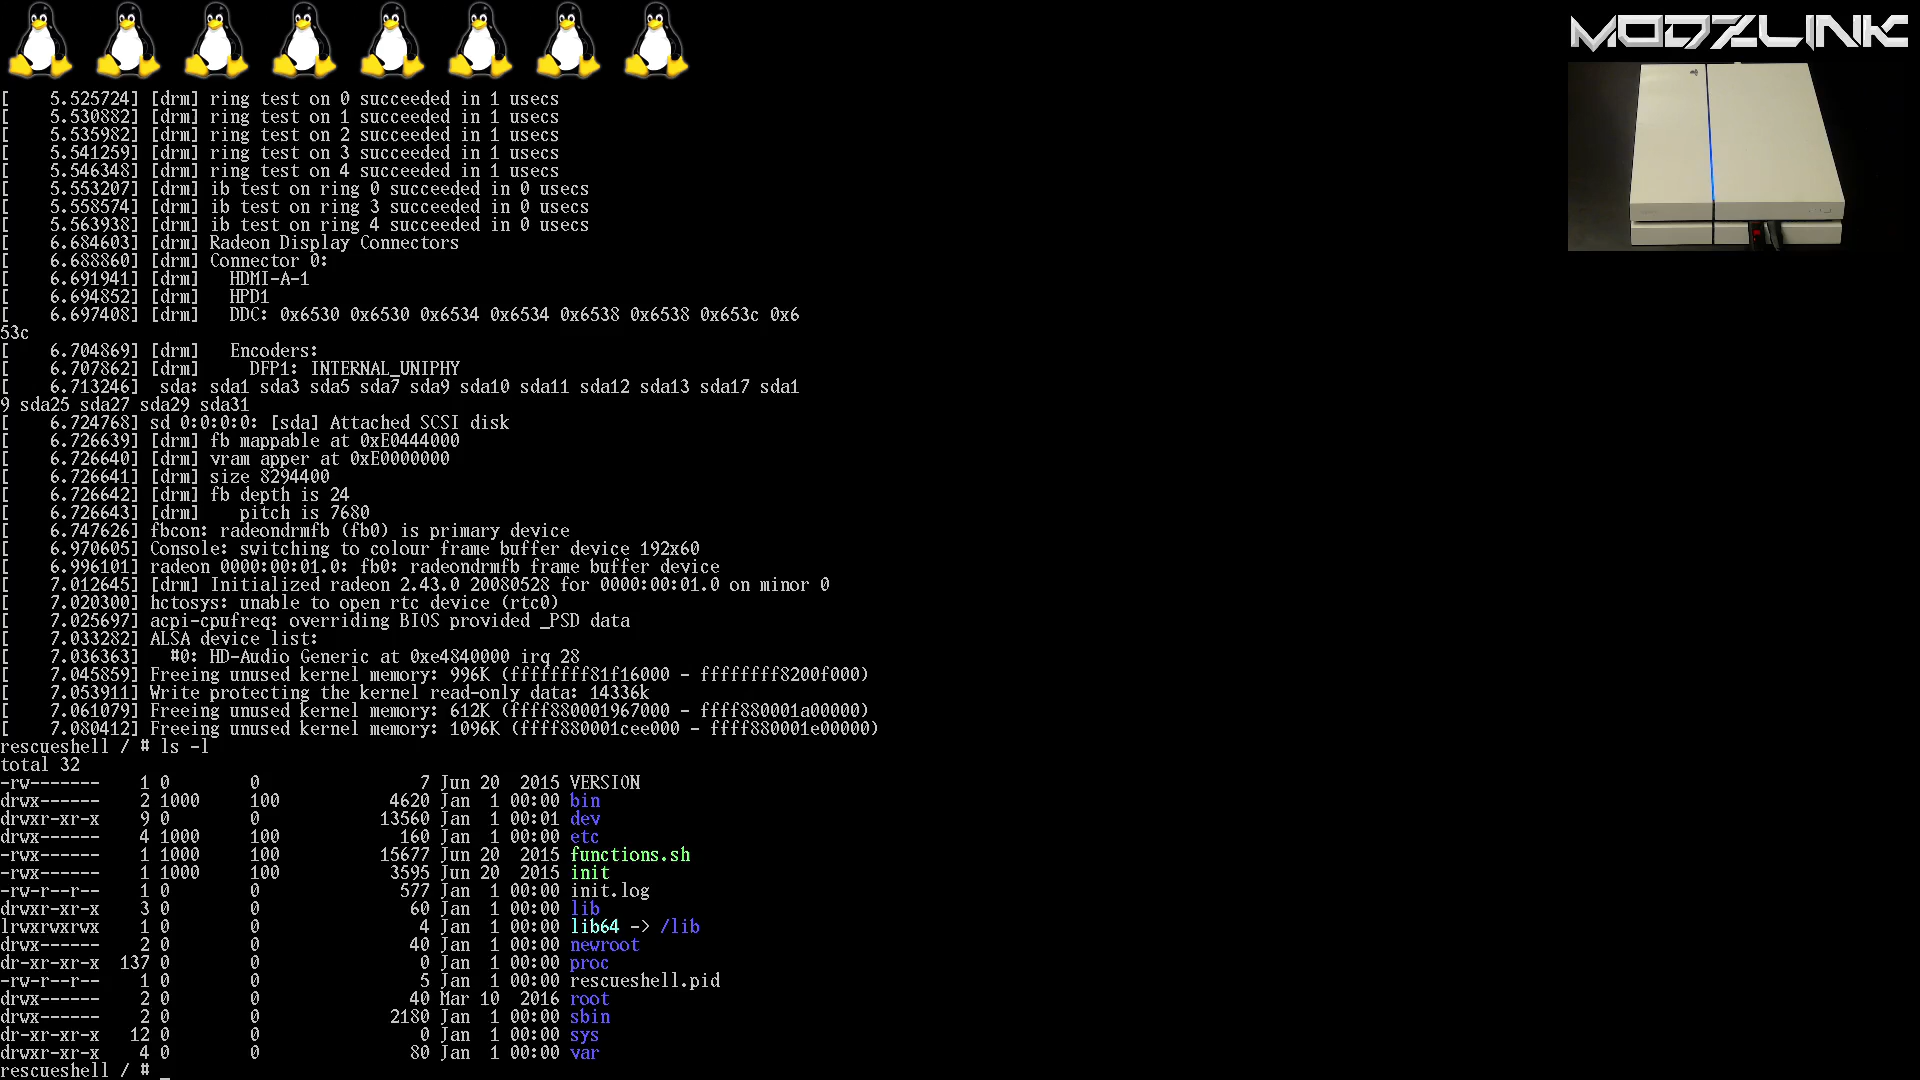 MODZLINK
[    5.525724] [drm] ring test on 0 succeeded in 1 usecs
[    5.530882] [drm] ring test on 1 succeeded in 1 usecs
[    5.535982] [drm] ring test on 2 succeeded in 1 usecs
[    5.541259] [drm] ring test on 3 succeeded in 1 usecs
[    5.546348] [drm] ring test on 4 succeeded in 1 usecs
[    5.553207] [drm] ib test on ring 0 succeeded in 0 usecs
[    5.558574] [drm] ib test on ring 3 succeeded in 0 usecs
[    5.563938] [drm] ib test on ring 4 succeeded in 0 usecs
[    6.684603] [drm] Radeon Display Connectors
[    6.688860] [drm] Connector 0:
[    6.691941] [drm]   HDMI-A-1
[    6.694852] [drm]   HPD1
[    6.697408] [drm]   DDC: 0x6530 0x6530 0x6534 0x6534 0x6538 0x6538 0x653c 0x6
53c
[    6.704869] [drm]   Encoders:
[    6.707862] [drm]     DFP1: INTERNAL_UNIPHY
[    6.713246]  sda: sda1 sda3 sda5 sda7 sda9 sda10 sda11 sda12 sda13 sda17 sda1
9 sda25 sda27 sda29 sda31
[    6.724768] sd 0:0:0:0: [sda] Attached SCSI disk
[    6.726639] [drm] fb mappable at 0xE0444000
[    6.726640] [drm] vram apper at 0xE0000000
[    6.726641] [drm] size 8294400
[    6.726642] [drm] fb depth is 24
[    6.726643] [drm]    pitch is 7680
[    6.747626] fbcon: radeondrmfb (fb0) is primary device
[    6.970605] Console: switching to colour frame buffer device 192x60
[    6.996101] radeon 0000:00:01.0: fb0: radeondrmfb frame buffer device
[    7.012645] [drm] Initialized radeon 2.43.0 20080528 for 0000:00:01.0 on minor 0
[    7.020300] hctosys: unable to open rtc device (rtc0)
[    7.025697] acpi-cpufreq: overriding BIOS provided _PSD data
[    7.033282] ALSA device list:
[    7.036363]   #0: HD-Audio Generic at 0xe4840000 irq 28
[    7.045859] Freeing unused kernel memory: 996K (ffffffff81f16000 - ffffffff8200f000)
[    7.053911] Write protecting the kernel read-only data: 14336k
[    7.061079] Freeing unused kernel memory: 612K (ffff880001967000 - ffff880001a00000)
[    7.080412] Freeing unused kernel memory: 1096K (ffff880001cee000 - ffff880001e00000)
rescueshell / # ls -l
total 32
-rw-------    1 0        0                7 Jun 20  2015 VERSION
drwx------    2 1000     100           4620 Jan  1 00:00 bin
drwxr-xr-x    9 0        0            13560 Jan  1 00:01 dev
drwx------    4 1000     100            160 Jan  1 00:00 etc
-rwx------    1 1000     100          15677 Jun 20  2015 functions.sh
-rwx------    1 1000     100           3595 Jun 20  2015 init
-rw-r--r--    1 0        0              577 Jan  1 00:00 init.log
drwxr-xr-x    3 0        0               60 Jan  1 00:00 lib
lrwxrwxrwx    1 0        0                4 Jan  1 00:00 lib64 -> /lib
drwx------    2 0        0               40 Jan  1 00:00 newroot
dr-xr-xr-x  137 0        0                0 Jan  1 00:00 proc
-rw-r--r--    1 0        0                5 Jan  1 00:00 rescueshell.pid
drwx------    2 0        0               40 Mar 10  2016 root
drwx------    2 0        0             2180 Jan  1 00:00 sbin
dr-xr-xr-x   12 0        0                0 Jan  1 00:00 sys
drwxr-xr-x    4 0        0               80 Jan  1 00:00 var
rescueshell / # _